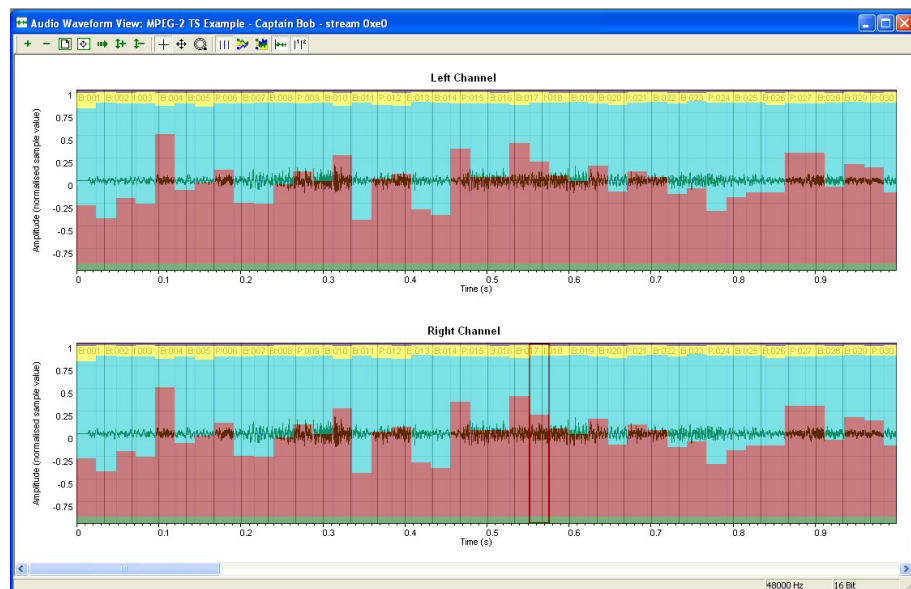 Audio Waveform View: MPEG-2 TS Example - Captain Bob - stream 0xe0
Left Channel
B:001 B:002 I:003 B:004 B:005 P:006 B:007 B:008 P:009 B:010 B:011 P:012 B:013 B:014 P:015 B:016 B:017 I:018 B:019 B:020 P:021 B:022 B:023 P:024 B:025 B:026 P:027 B:028 B:029 P:030
1
0.75
0.5
0.25
0
-0.25
-0.5
-0.75
Amplitude (normalised sample value)
0 0.1 0.2 0.3 0.4 0.5 0.6 0.7 0.8 0.9
Time (s)
Right Channel
B:001 B:002 I:003 B:004 B:005 P:006 B:007 B:008 P:009 B:010 B:011 P:012 B:013 B:014 P:015 B:016 B:017 I:018 B:019 B:020 P:021 B:022 B:023 P:024 B:025 B:026 P:027 B:028 B:029 P:030
1
0.75
0.5
0.25
0
-0.25
-0.5
-0.75
Amplitude (normalised sample value)
0 0.1 0.2 0.3 0.4 0.5 0.6 0.7 0.8 0.9
Time (s)
48000 Hz 16 Bit